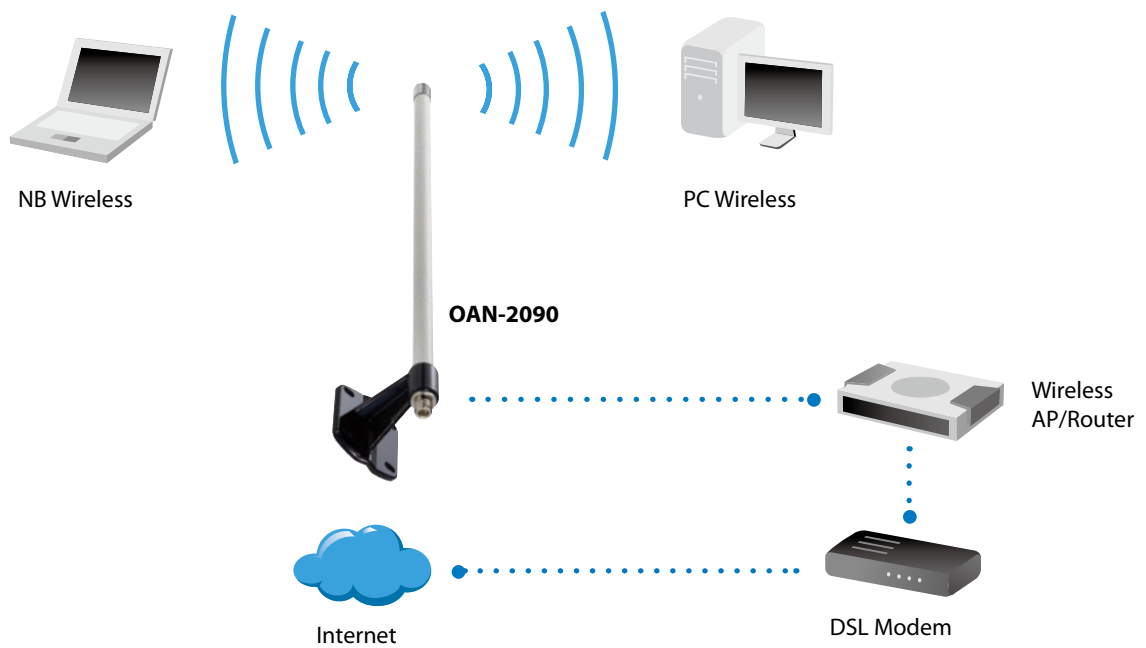 NB Wireless
PC Wireless
OAN-2090
Wireless
AP/Router
Internet
DSL Modem